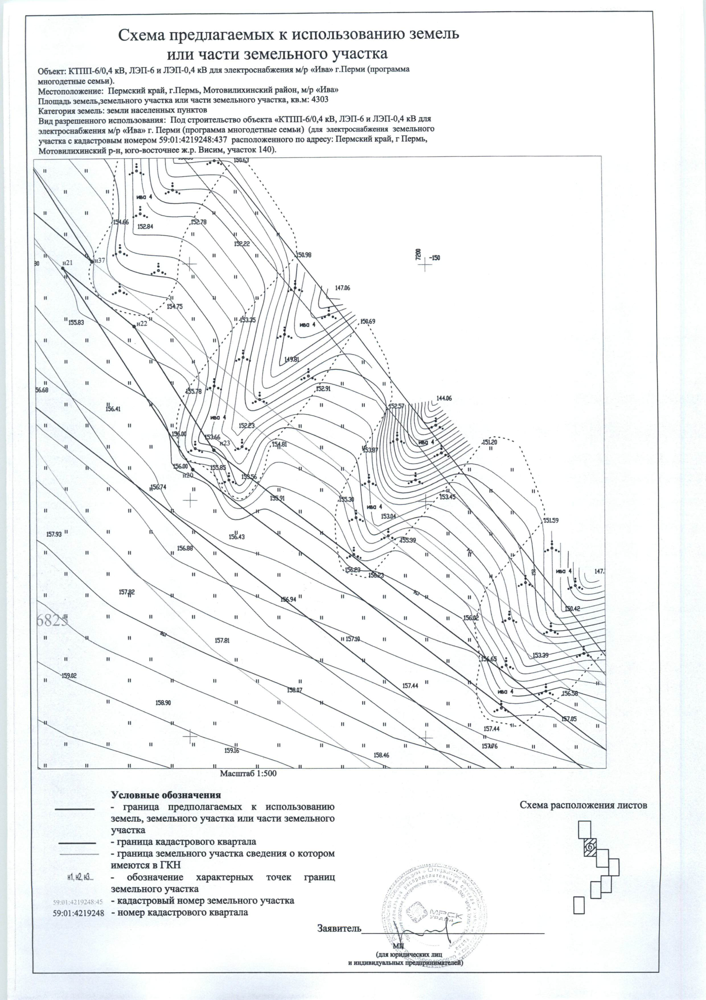 Схема предлагаемых к использованию земель
или части земельного участка
Объект: КТПП-6/0,4 кВ, ЛЭП-6 и ЛЭП-0,4 кВ для электроснабжения м/р «Ива» г.Перми (программа
многодетные семьи).
Местоположение: Пермский край, г.Пермь, Мотовилихинский район, м/р «Ива»
Площадь земель,земельного участка или части земельного участка, кв.м: 4303
Категория земель: земли населенных пунктов
Вид разрешенного использования: Под строительство объекта «КТПП-6/0,4 кВ, ЛЭП-6 и ЛЭП-0,4 кВ для
электроснабжения м/р «Ива» г. Перми (программа многодетные семьи) (для электроснабжения земельного
участка с кадастровым номером 59:01:4219248:437 расположенного по адресу: Пермский край, г Пермь,
Мотовилихинский р-н, юго-восточнее ж.р. Висим, участок 140).
150.63
ива 4
154.66
152.84
152.78
152.22
150.98
7200
-150
80
н21
н37
147.06
154.75
155.83
н22
153.35
ива 4
150.69
149.81
155.78
152.91
56.68
144.06
156.41
152.57
ива 4
152.23
156.00
153.66
н23
154.81
153.87
ива 4
151.20
156.00
155.85
н20
153.56
156.74
155.91
155.30
153.45
ива 4
153.04
151.59
157.93
156.43
155.39
156.88
156.23
156.23
152
ива 4
147.
157.82
156.94
156
150.42
156.02
6825
158
157.81
157.10
153.39
156.65
159.02
157.44
158.07
ива 4
156.58
158.90
157.05
157.44
159.16
158.46
Масштаб 1:500
Условные обозначения
- граница предполагаемых к использованию
земель, земельного участка или части земельного
участка
- граница кадастрового квартала
- граница земельного участка сведения о котором
имеются в ГКН
н1, н2, н3... - обозначение характерных точек границ
земельного участка
59:01:4219248:45 - кадастровый номер земельного участка
59:01:4219248 - номер кадастрового квартала
Схема расположения листов
6
МРСК
УРАЛА
Заявитель
МП
(для юридических лиц
и индивидуальных предпринимателей)